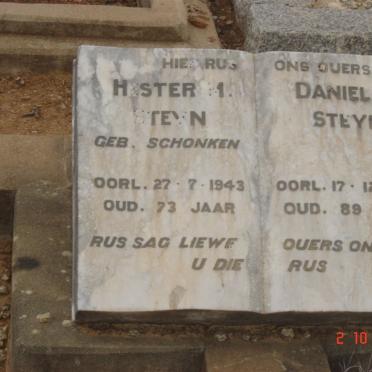 HIER RUS ONS OUERS
HESTER M. STEYN
GEB. SCHONKEN
OORL. 27-7-1943
OUD. 73 JAAR
RUS SAG LIEWE
U DIE
DANIEL
STEY
OORL. 17-1
OUD. 89
OUERS ON
RUS
2 10